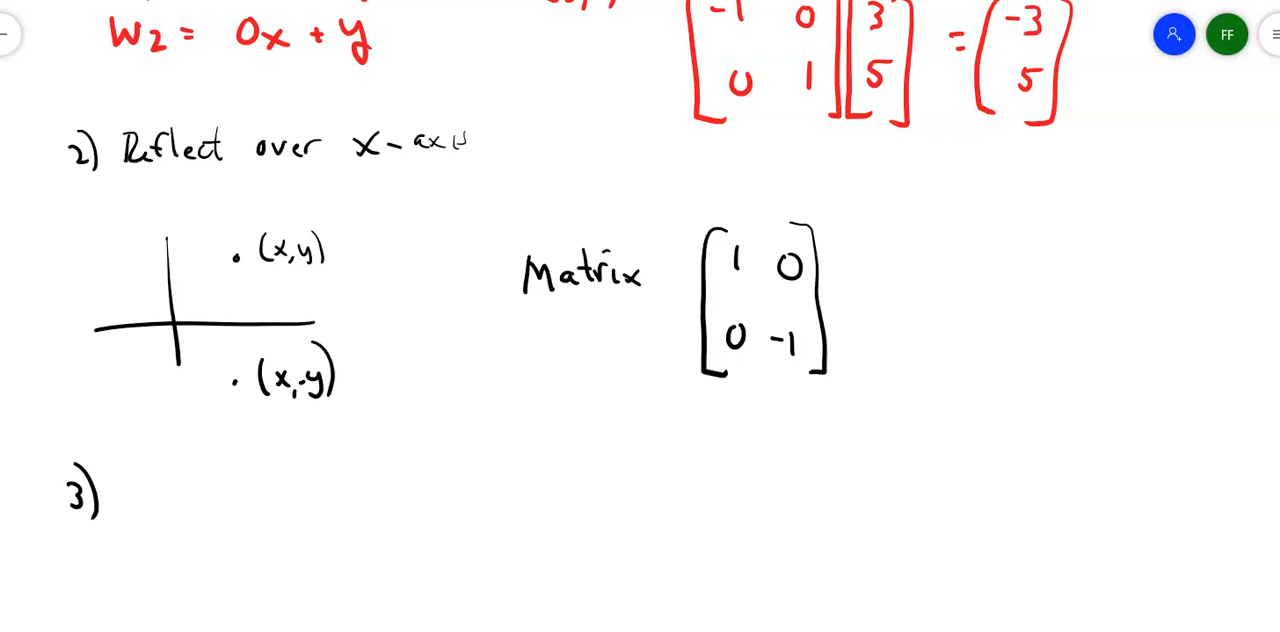 W2 = 0x + y
[-1 0
0 1] [3
5] = [-3
5]
FF
2) Reflect over x-axis
(x,y)
(x,-y)
Matrix [1 0
0 -1]
3)